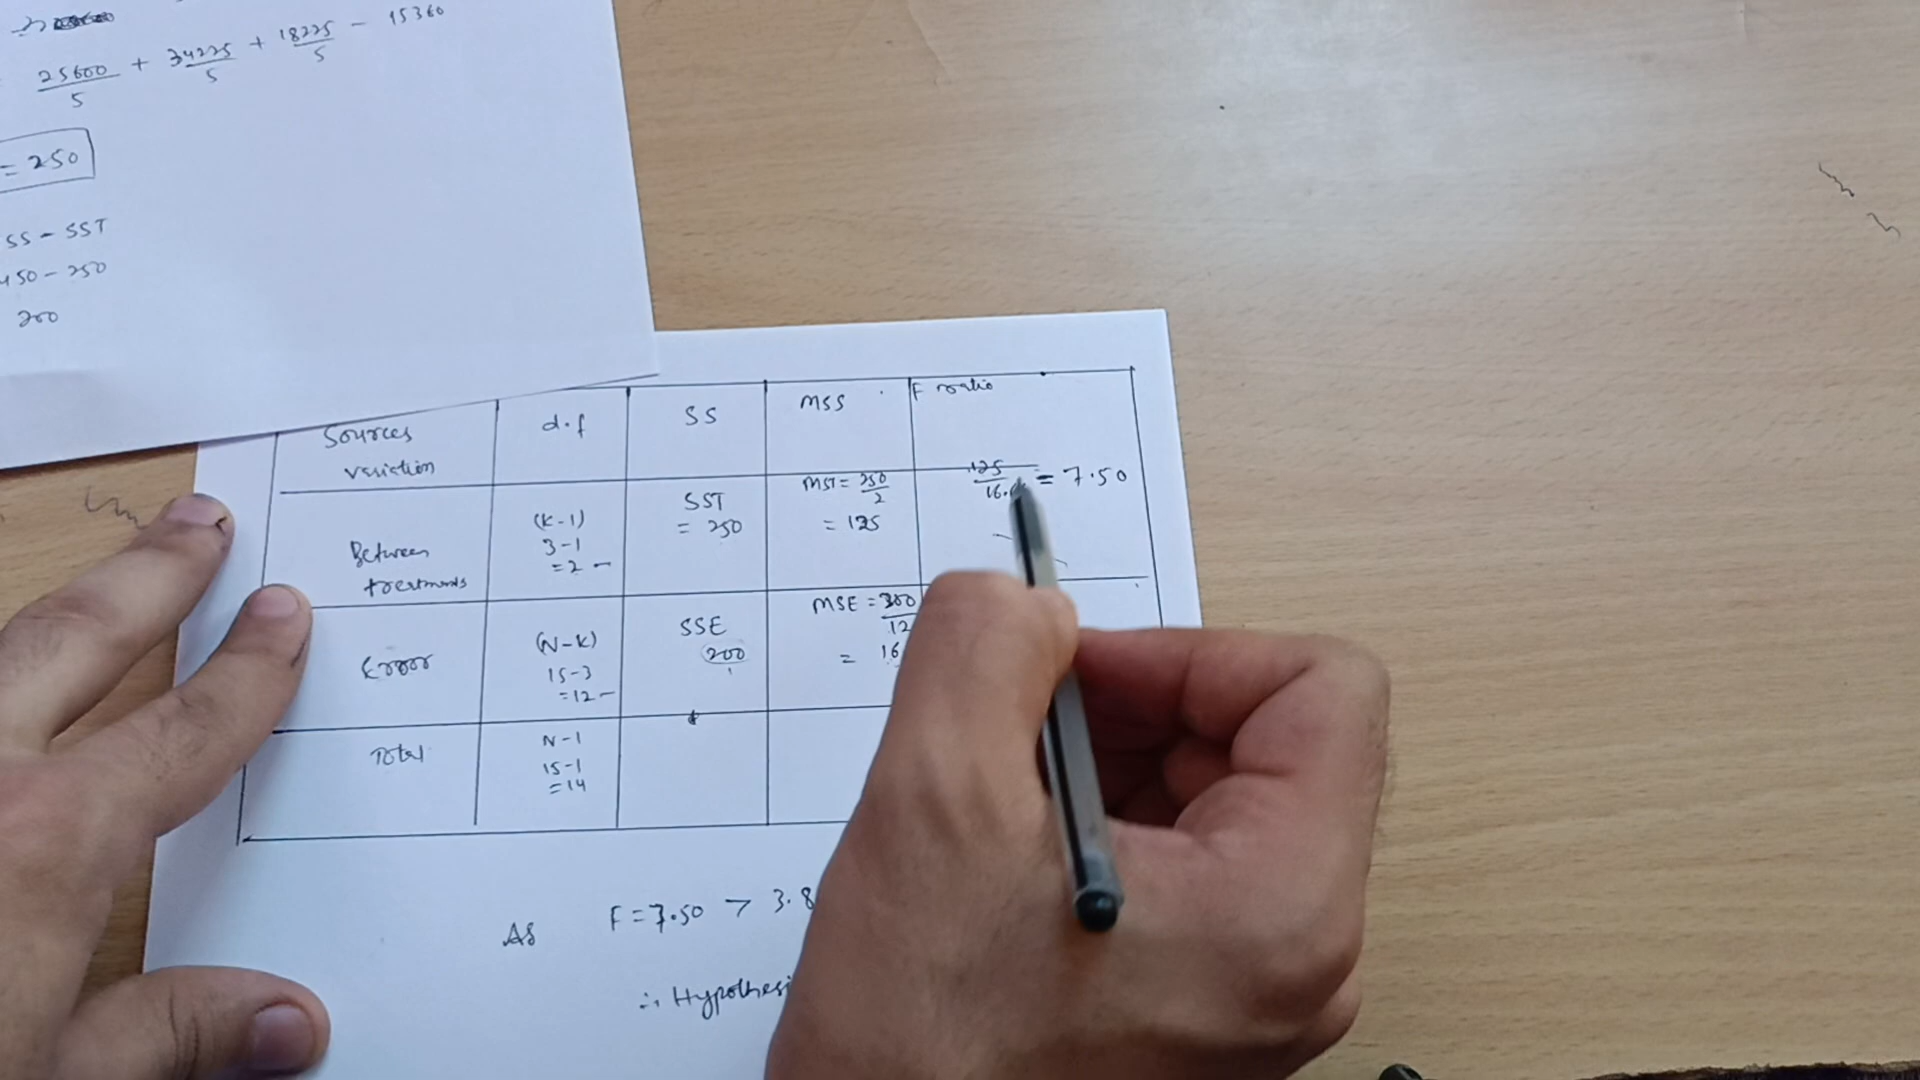 25600/5 + 34225/5 + 18225/5 - 15360
= 250
SS - SST
450 - 250
200
Sources variation
d.f
SS
MSS
F ratio
Between treatments
(K-1)
3-1
=2
SST
= 250
MST = 250/2
= 125
125/16. = 7.50
Error
(N-K)
15-3
=12
SSE
200
MSE = 200/12
= 16
Total
N-1
15-1
=14
As F = 7.50 > 3.8
∴ Hypothesi